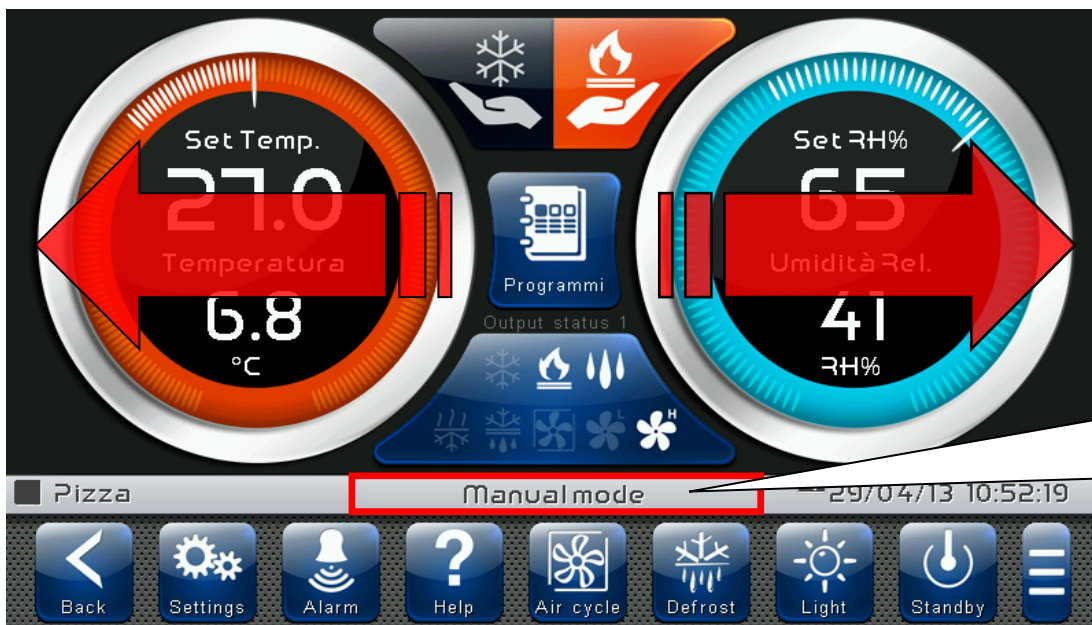 Set Temp.
27.0
Temperatura
6.8
°C
Set RH%
65
Umidità Rel.
41
RH%
Programmi
Output status 1
L
H
Pizza
Manual mode
29/04/13 10:52:19
Back
Settings
Alarm
?
Help
Air cycle
Defrost
Light
Standby